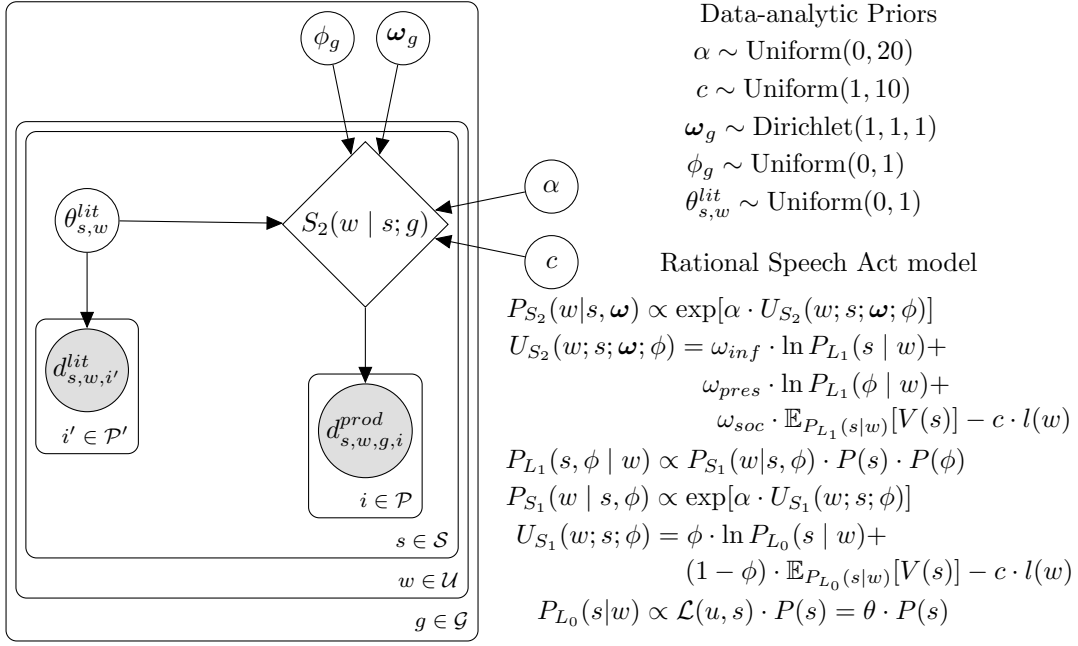 ϕ_g
𝝎_g
θ^{lit}_{s,w}
S_2(w | s; g)
α
c
d^{lit}_{s,w,i′}
i′ ∈ 𝒫′
d^{prod}_{s,w,g,i}
i ∈ 𝒫
s ∈ 𝒮
w ∈ 𝒰
g ∈ 𝒢
Data-analytic Priors
α ∼ Uniform(0, 20)
c ∼ Uniform(1, 10)
𝝎_g ∼ Dirichlet(1, 1, 1)
ϕ_g ∼ Uniform(0, 1)
θ^{lit}_{s,w} ∼ Uniform(0, 1)
Rational Speech Act model
P_{S_2}(w|s, 𝝎) ∝ exp[α · U_{S_2}(w; s; 𝝎; ϕ)]
U_{S_2}(w; s; 𝝎; ϕ) = ω_{inf} · ln P_{L_1}(s | w)+
ω_{pres} · ln P_{L_1}(ϕ | w)+
ω_{soc} · 𝔼_{P_{L_1}(s|w)}[V(s)] − c · l(w)
P_{L_1}(s, ϕ | w) ∝ P_{S_1}(w|s, ϕ) · P(s) · P(ϕ)
P_{S_1}(w | s, ϕ) ∝ exp[α · U_{S_1}(w; s; ϕ)]
U_{S_1}(w; s; ϕ) = ϕ · ln P_{L_0}(s | w)+
(1 − ϕ) · 𝔼_{P_{L_0}(s|w)}[V(s)] − c · l(w)
P_{L_0}(s|w) ∝ ℒ(u, s) · P(s) = θ · P(s)